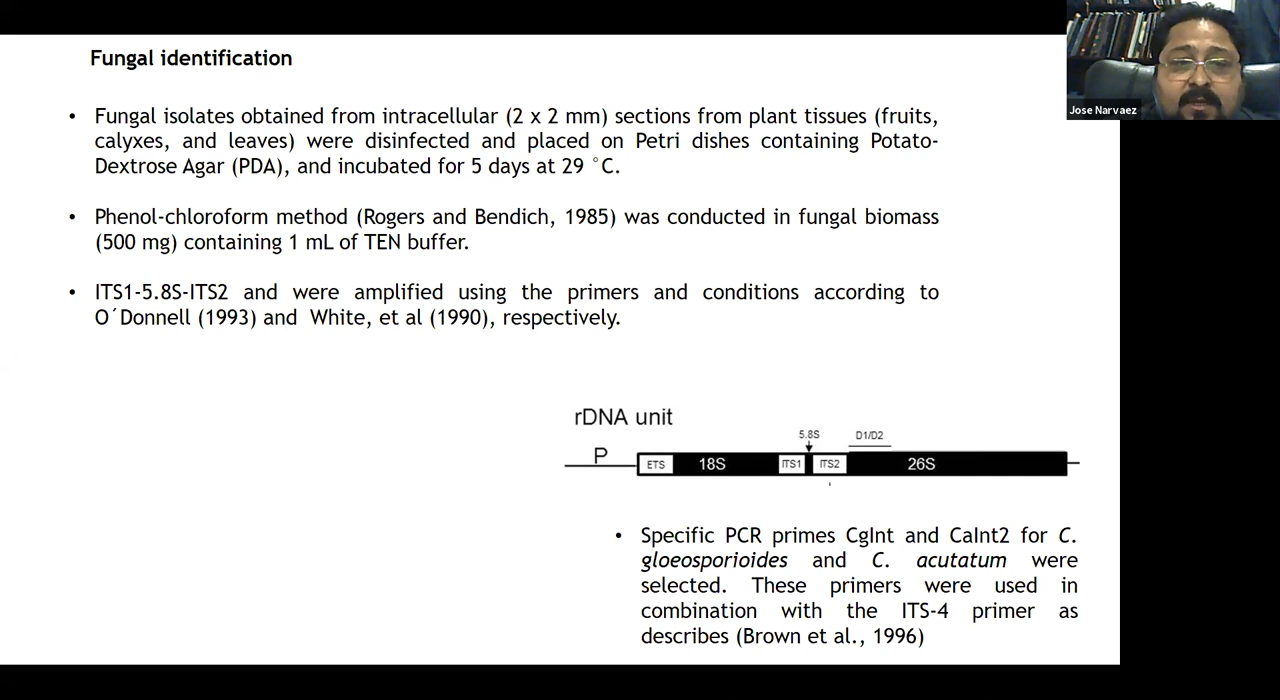 Fungal identification
• Fungal isolates obtained from intracellular (2 x 2 mm) sections from plant tissues (fruits,
calyxes, and leaves) were disinfected and placed on Petri dishes containing Potato-
Dextrose Agar (PDA), and incubated for 5 days at 29 °C.
• Phenol-chloroform method (Rogers and Bendich, 1985) was conducted in fungal biomass
(500 mg) containing 1 mL of TEN buffer.
• ITS1-5.8S-ITS2 and were amplified using the primers and conditions according to
O´Donnell (1993) and White, et al (1990), respectively.
Jose Narvaez
rDNA unit
5.8S D1/D2
P ETS 18S ITS1 ITS2 26S
• Specific PCR primes CgInt and CaInt2 for C.
gloeosporioides and C. acutatum were
selected. These primers were used in
combination with the ITS-4 primer as
describes (Brown et al., 1996)